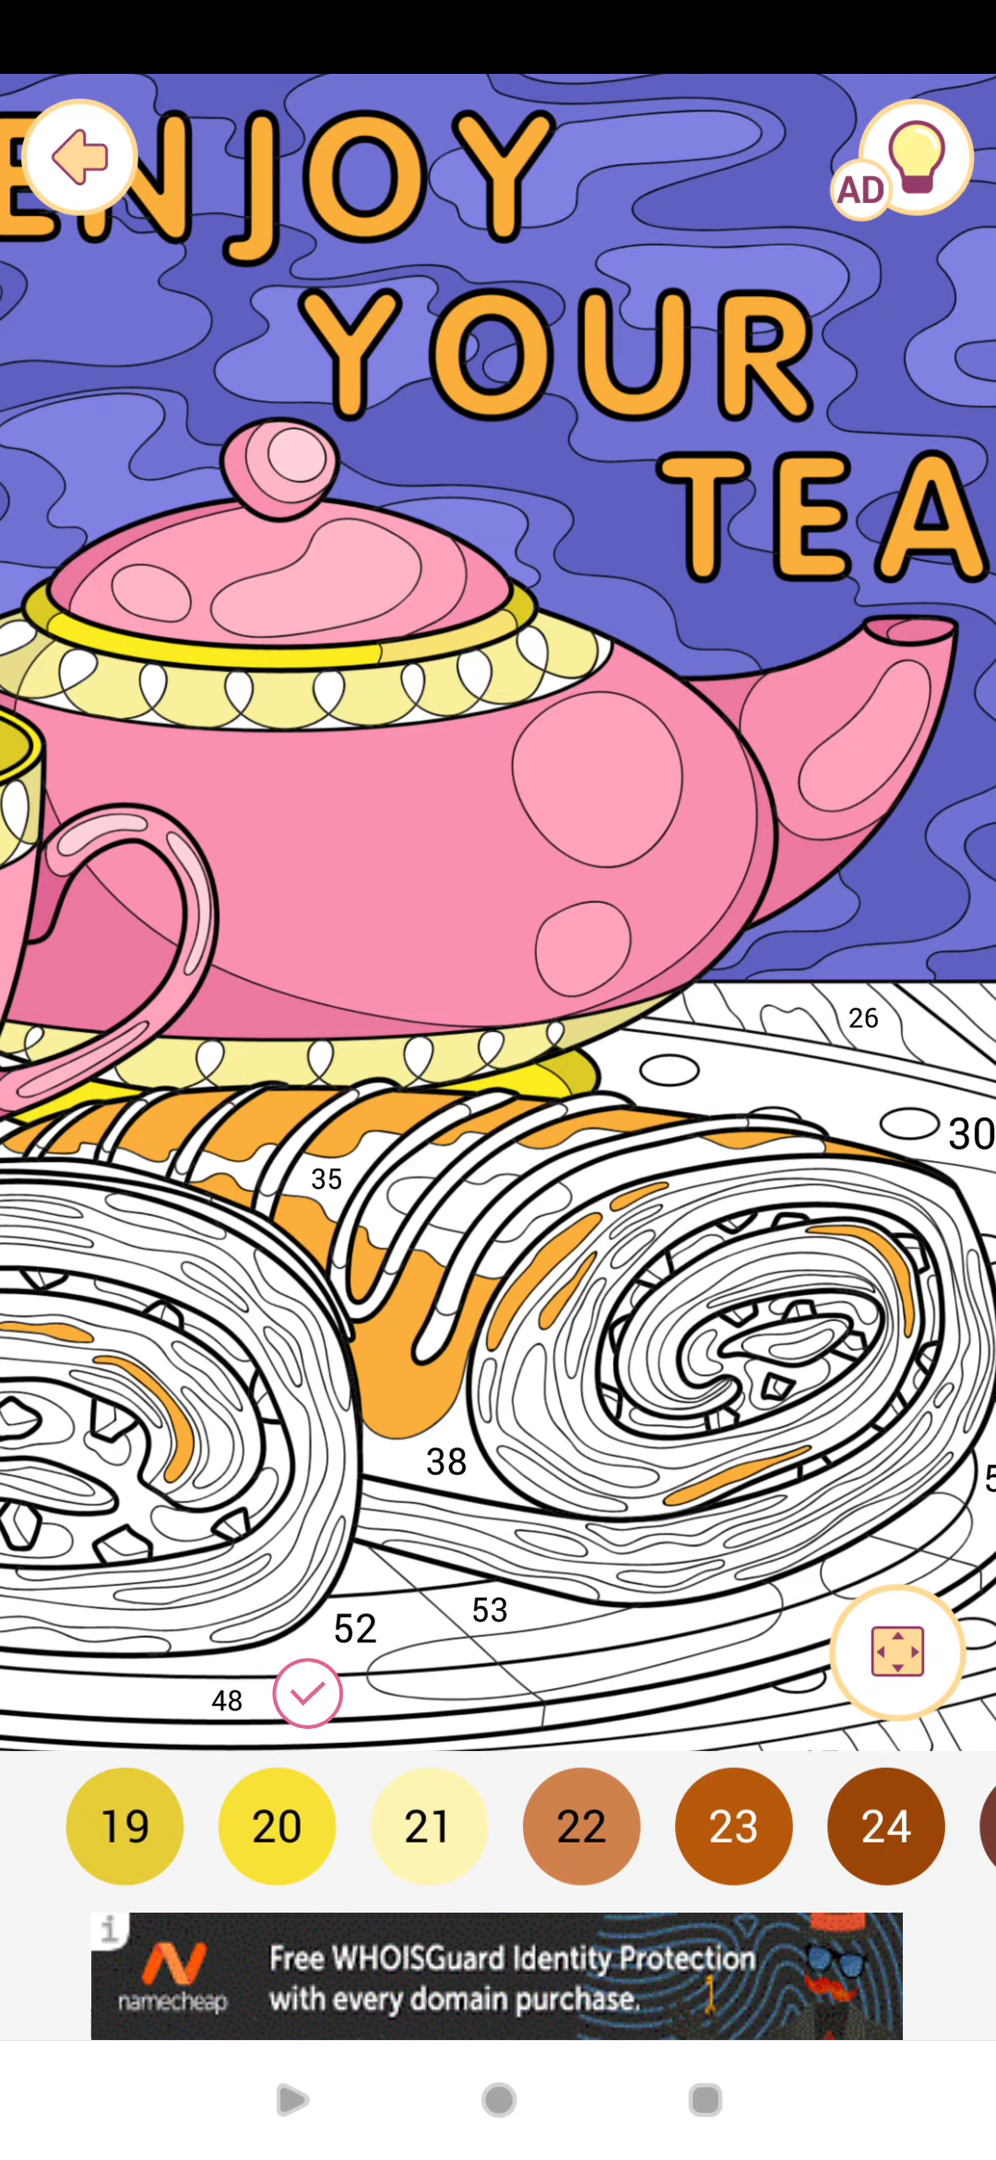 ENJOY
AD
YOUR
TEA
26
30
35
38
53
52
48
19 20 21 22 23 24
i
namecheap
Free WHOISGuard Identity Protection
with every domain purchase.